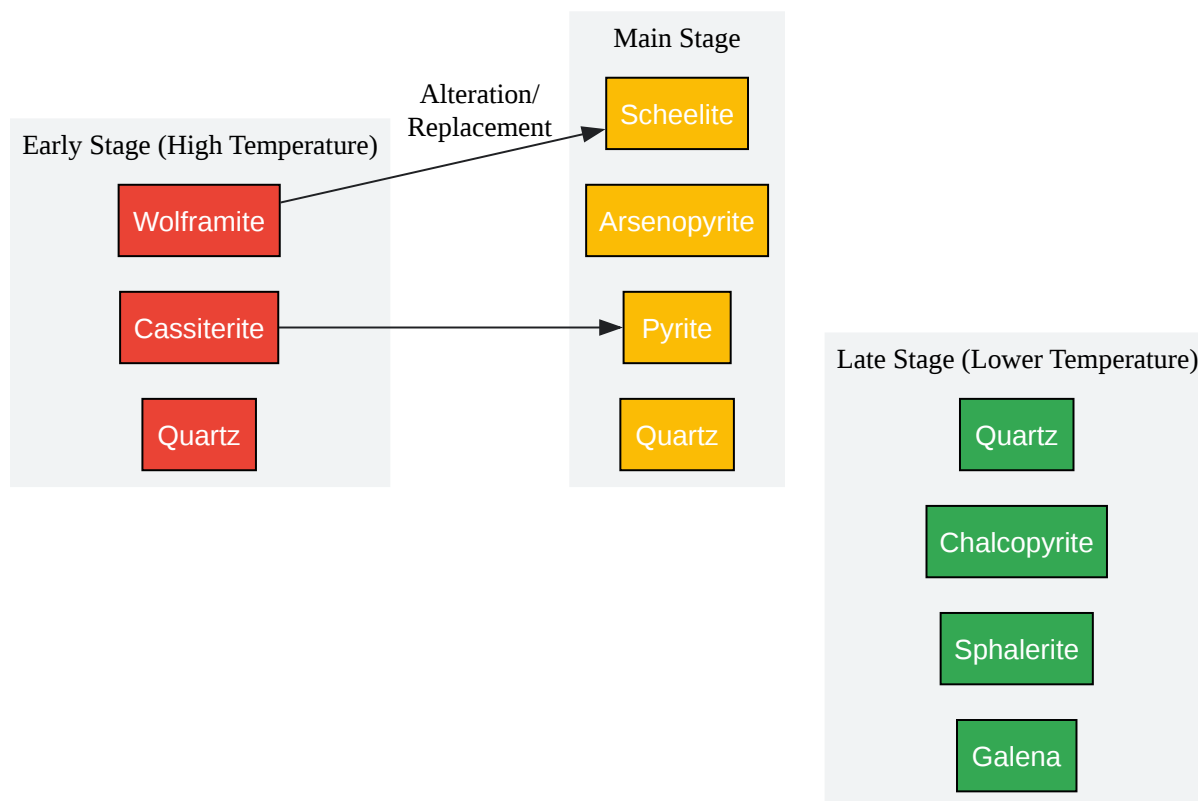 Early Stage (High Temperature)
Wolframite
Cassiterite
Quartz
Alteration/
Replacement
Main Stage
Scheelite
Arsenopyrite
Pyrite
Quartz
Late Stage (Lower Temperature)
Quartz
Chalcopyrite
Sphalerite
Galena